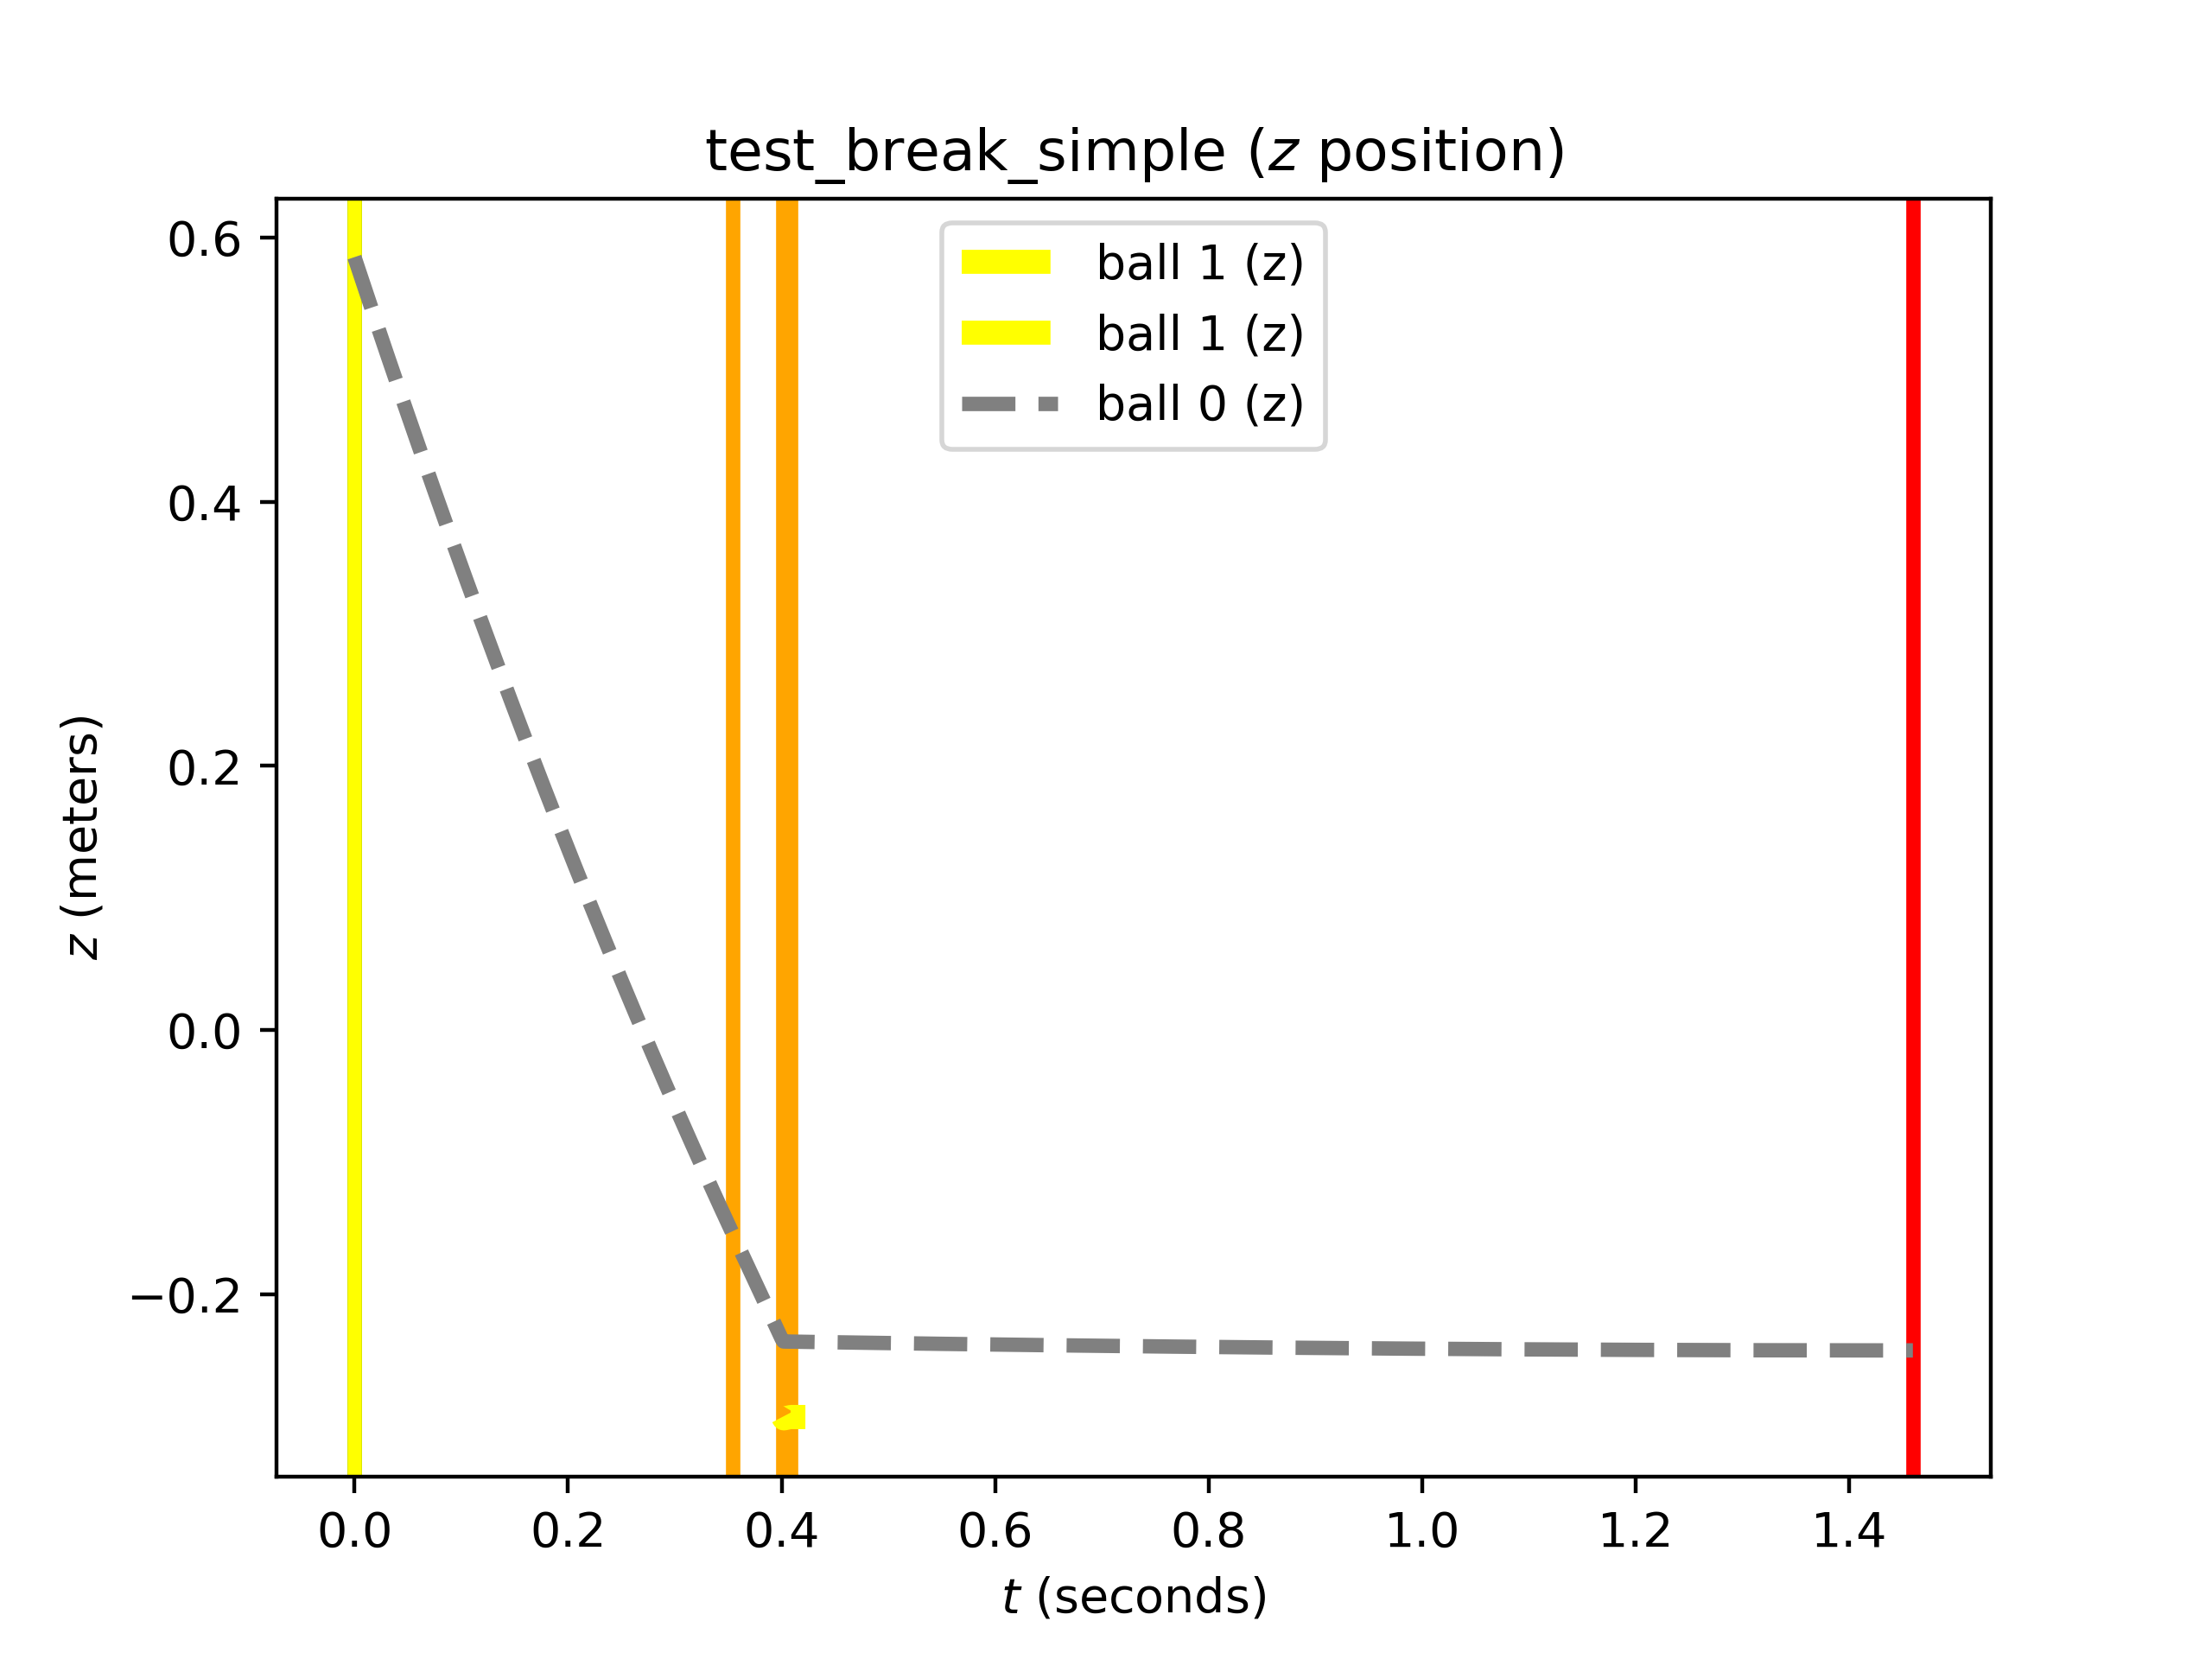 test_break_simple (z position)
ball 1 (z)
ball 1 (z)
ball 0 (z)
0.6
0.4
0.2
0.0
−0.2
z (meters)
0.0 0.2 0.4 0.6 0.8 1.0 1.2 1.4
t (seconds)